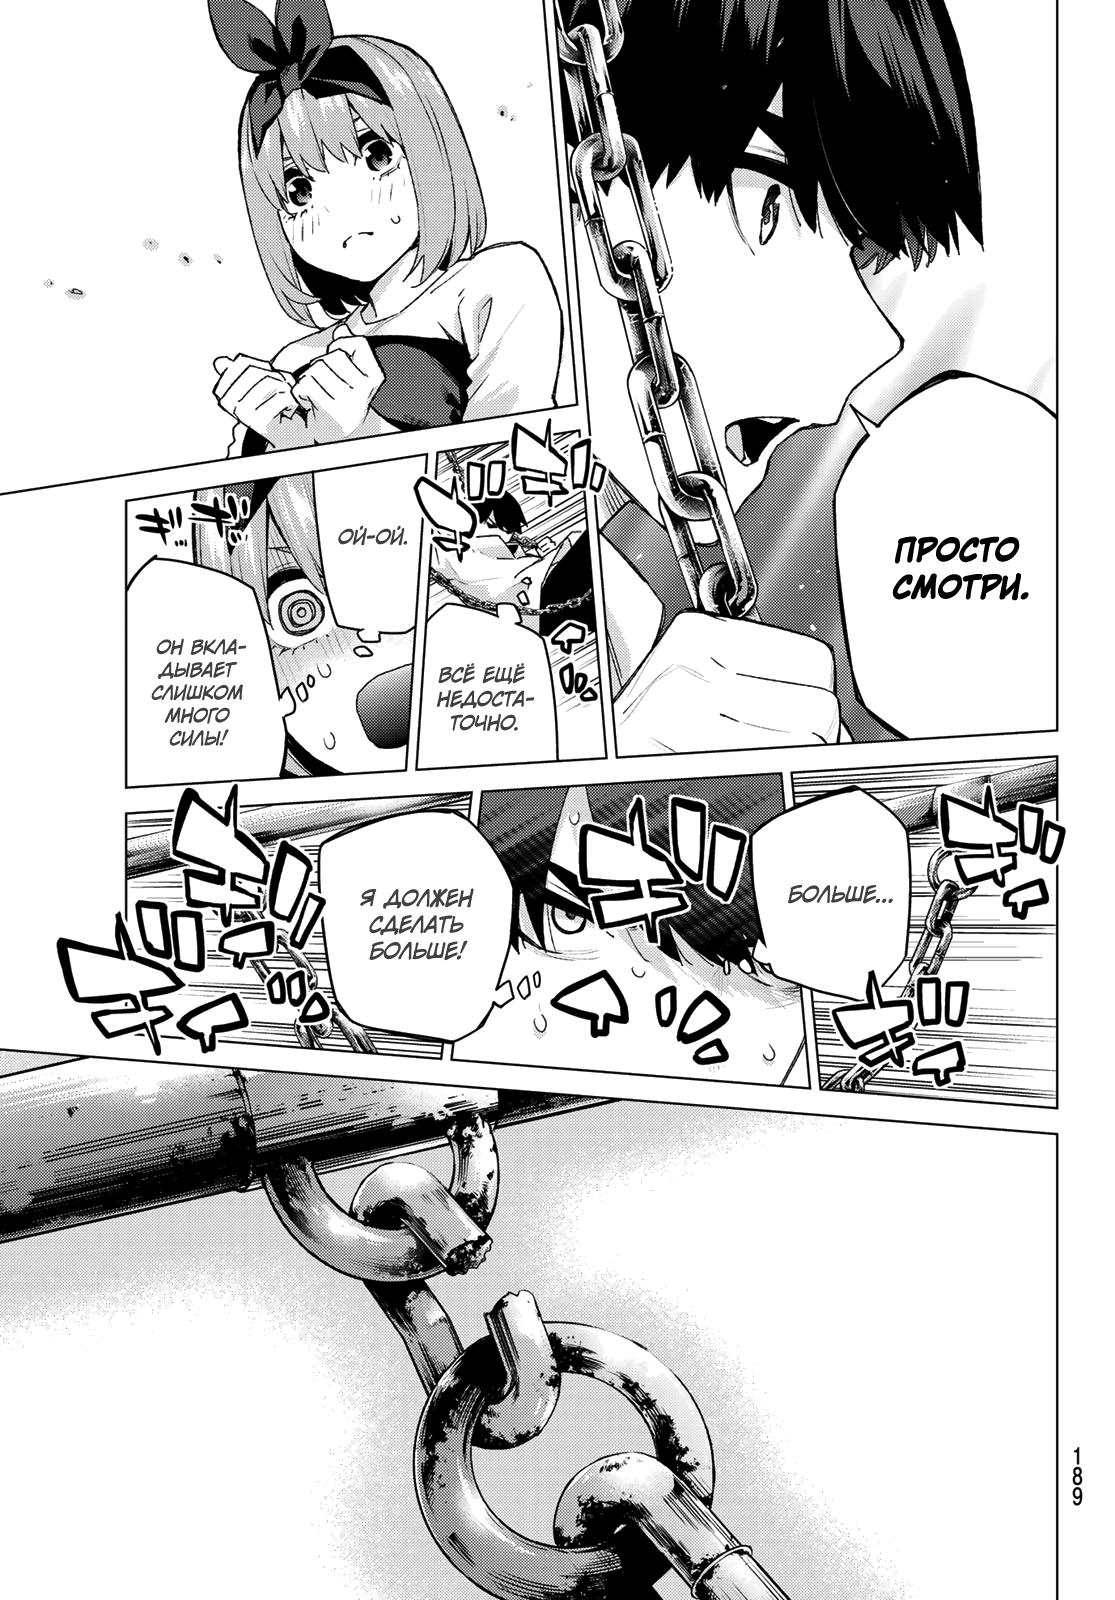 ПРОСТО
СМОТРИ.
ВСЁ ЕЩЁ
НЕДОСТА-
ТОЧНО.
ОЙ-ОЙ.
ОН ВКЛА-
ДЫВАЕТ
СЛИШКОМ
МНОГО
СИЛЫ!
БОЛЬШЕ...
Я ДОЛЖЕН
СДЕЛАТЬ
БОЛЬШЕ!
189